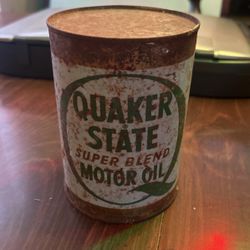 QUAKER
STATE
SUPER BLEND
MOTOR OIL